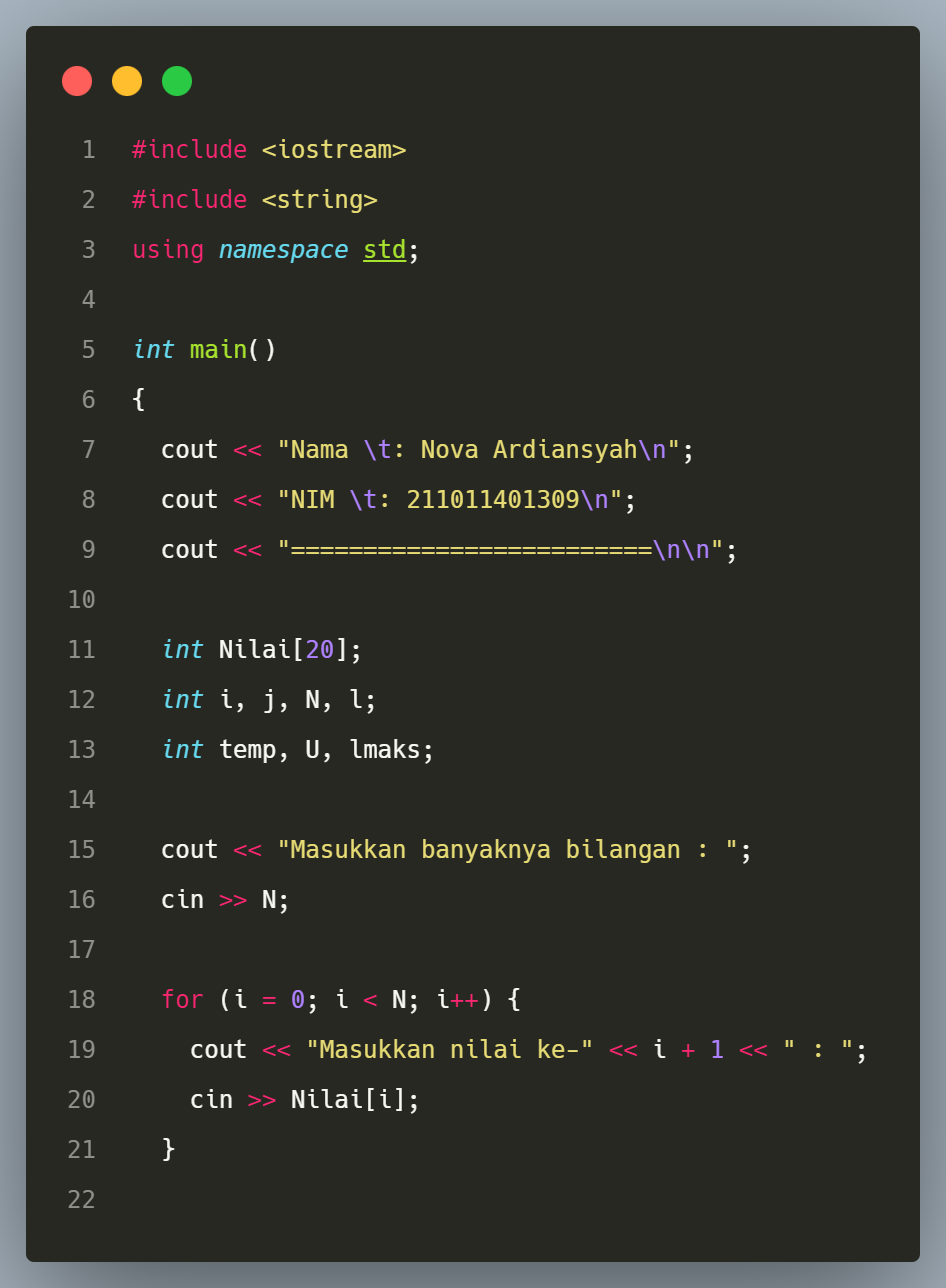 1 #include <iostream>
2 #include <string>
3 using namespace std;
4
5 int main()
6 {
7   cout << "Nama \t: Nova Ardiansyah\n";
8   cout << "NIM \t: 211011401309\n";
9   cout << "=========================\n\n";
10
11   int Nilai[20];
12   int i, j, N, l;
13   int temp, U, lmaks;
14
15   cout << "Masukkan banyaknya bilangan : ";
16   cin >> N;
17
18   for (i = 0; i < N; i++) {
19     cout << "Masukkan nilai ke-" << i + 1 << " : ";
20     cin >> Nilai[i];
21   }
22